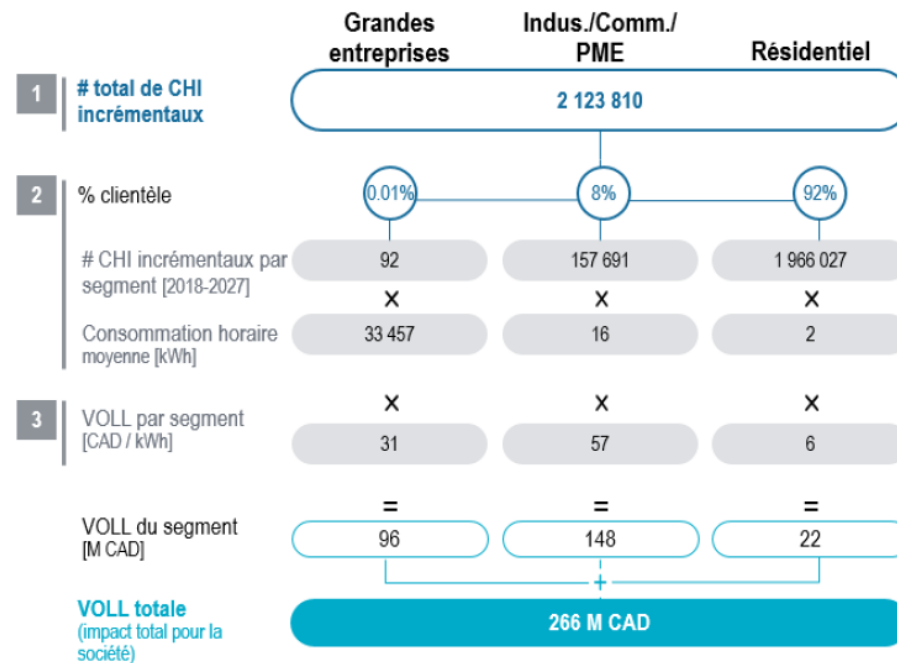 Grandes entreprises
Indus./Comm./ PME
Résidentiel
1
# total de CHI
incrémentaux
2 123 810
2
% clientèle
0.01%
8%
92%
# CHI incrémentaux par
segment [2018-2027]
92
157 691
1 966 027
x
x
x
Consommation horaire
moyenne [kWh]
33 457
16
2
x
x
x
3
VOLL par segment
[CAD / kWh]
31
57
6
=
=
=
VOLL du segment
[M CAD]
96
148
22
+
VOLL totale
(impact total pour la
société)
266 M CAD